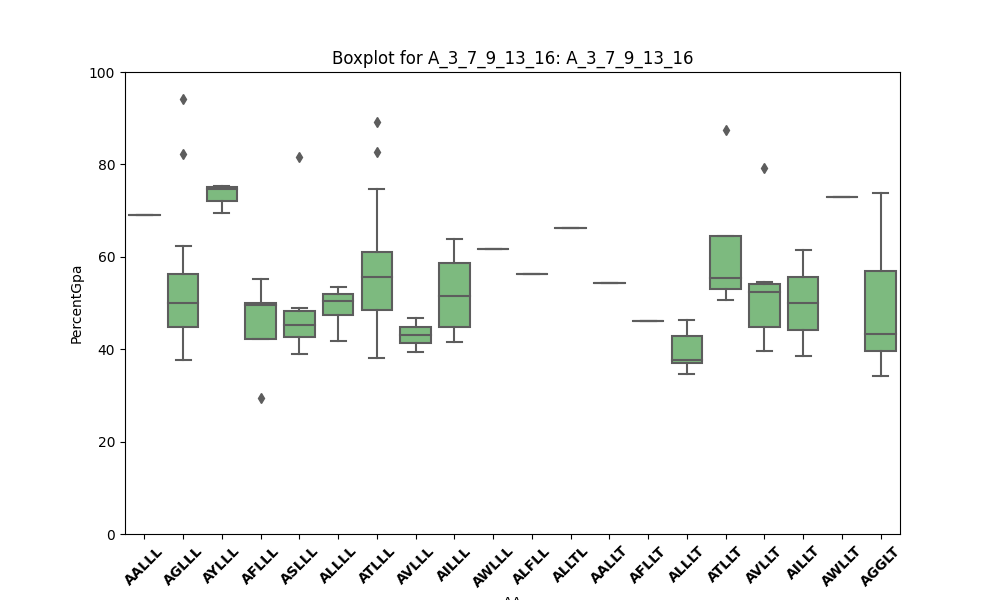 Boxplot for A_3_7_9_13_16: A_3_7_9_13_16
100
80
60
40
20
0
PercentGpa
AALLL AGLLL AYLLL AFLLL ASLLL ALLLL ATLLL AVLLL AILLL AWLLL ALFLL ALLTL AALLT AFLLT ALLLT ATLLT AVLLT AILLT AWLLT AGGLT
AA